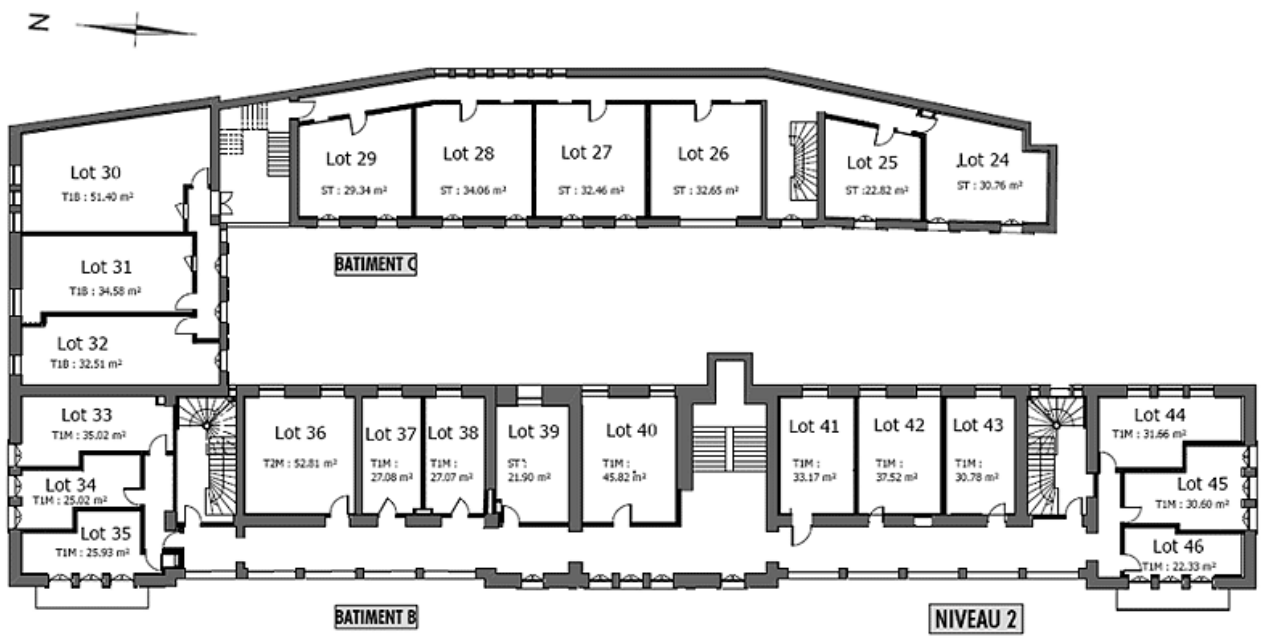 N
Lot 30
T1B : 51.40 m²
Lot 29
ST : 29.34 m²
Lot 28
ST : 34.06 m²
Lot 27
ST : 32.46 m²
Lot 26
ST : 32.65 m²
Lot 25
ST :22.82 m²
Lot 24
ST : 30.76 m²
Lot 31
T1B : 34.58 m²
BATIMENT C
Lot 32
T1B : 32.51 m²
Lot 33
T1M : 35.02 m²
Lot 34
T1M : 25.02 m²
Lot 35
T1M : 25.93 m²
Lot 36
T2M : 52.81 m²
Lot 37
T1M :
27.08 m²
Lot 38
T1M :
27.07 m²
Lot 39
ST :
21.90 m²
Lot 40
T1M :
45.82 m²
Lot 41
T1M :
33.17 m²
Lot 42
T1M :
37.52 m²
Lot 43
T1M :
30.78 m²
Lot 44
T1M : 31.66 m²
Lot 45
T1M : 30.60 m²
Lot 46
T1M : 22.33 m²
BATIMENT B
NIVEAU 2